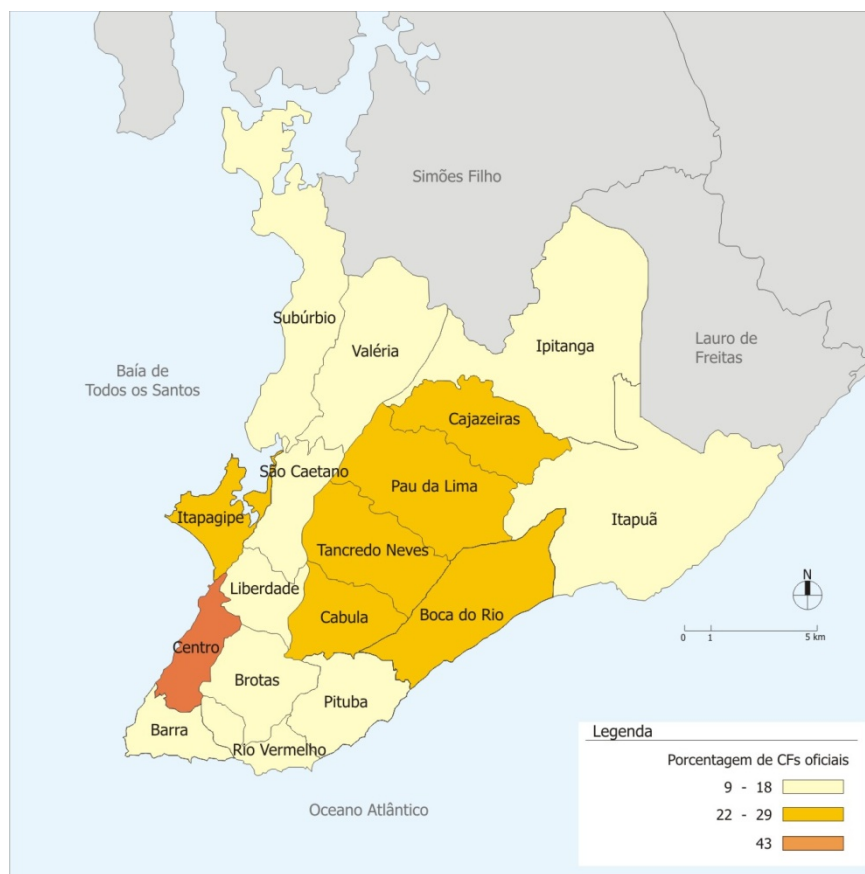 Simões Filho
Subúrbio
Valéria
Ipitanga
Lauro de
Freitas
Baía de
Todos os Santos
Cajazeiras
São Caetano
Pau da Lima
Itapagipe
Itapuã
Tancredo Neves
Liberdade
Cabula
Boca do Rio
N
0 1 5 km
Centro
Brotas
Pituba
Barra
Rio Vermelho
Oceano Atlântico
Legenda
Porcentagem de CFs oficiais
9 - 18
22 - 29
43